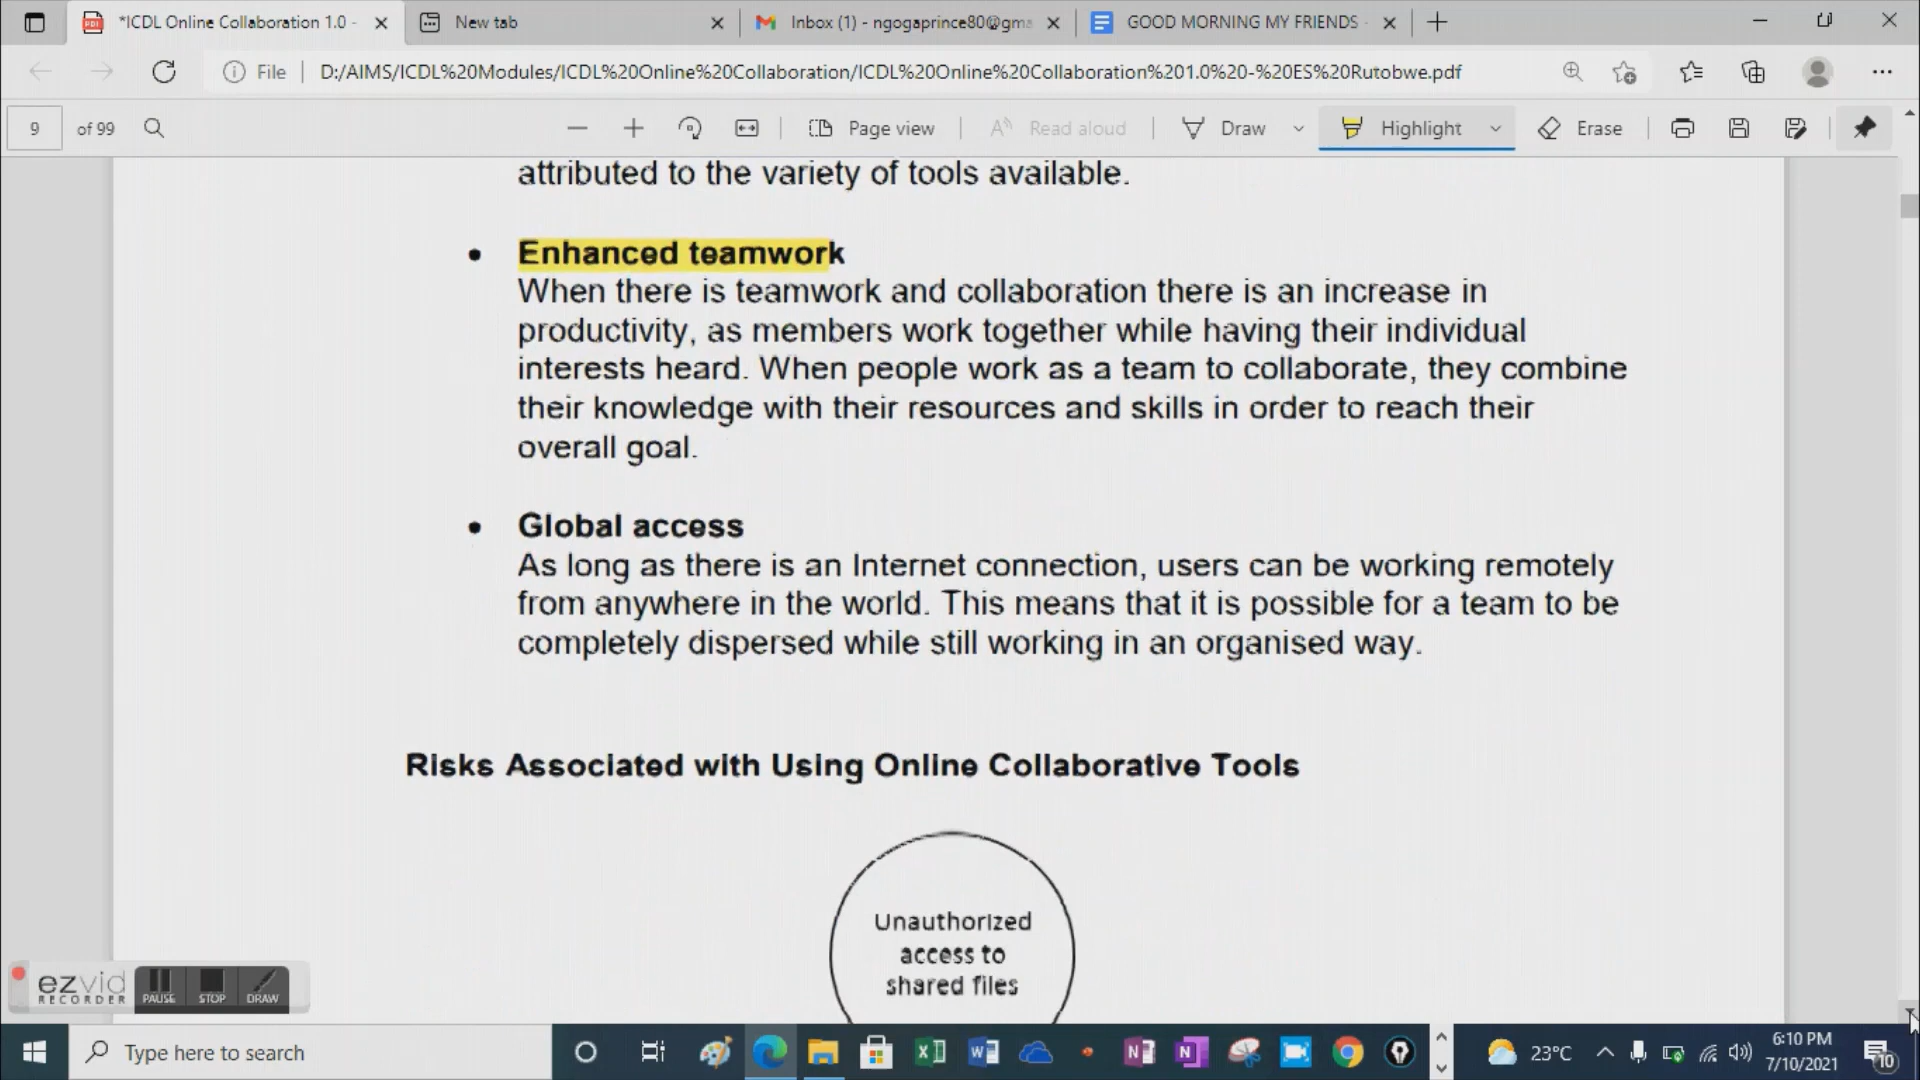 *ICDL Online Collaboration 1.0 -
New tab
Inbox (1) - ngogaprince80@gma
GOOD MORNING MY FRIENDS -
File
D:/AIMS/ICDL%20Modules/ICDL%20Online%20Collaboration/ICDL%20Online%20Collaboration%201.0%20-%20ES%20Rutobwe.pdf
9 of 99
Page view
Read aloud
Draw
Highlight
Erase
attributed to the variety of tools available.
• Enhanced teamwork
When there is teamwork and collaboration there is an increase in
productivity, as members work together while having their individual
interests heard. When people work as a team to collaborate, they combine
their knowledge with their resources and skills in order to reach their
overall goal.
• Global access
As long as there is an Internet connection, users can be working remotely
from anywhere in the world. This means that it is possible for a team to be
completely dispersed while still working in an organised way.
Risks Associated with Using Online Collaborative Tools
Unauthorized
access to
shared files
ezvid
RECORDER
PAUSE
STOP
DRAW
Type here to search
23°C
6:10 PM
7/10/2021
10